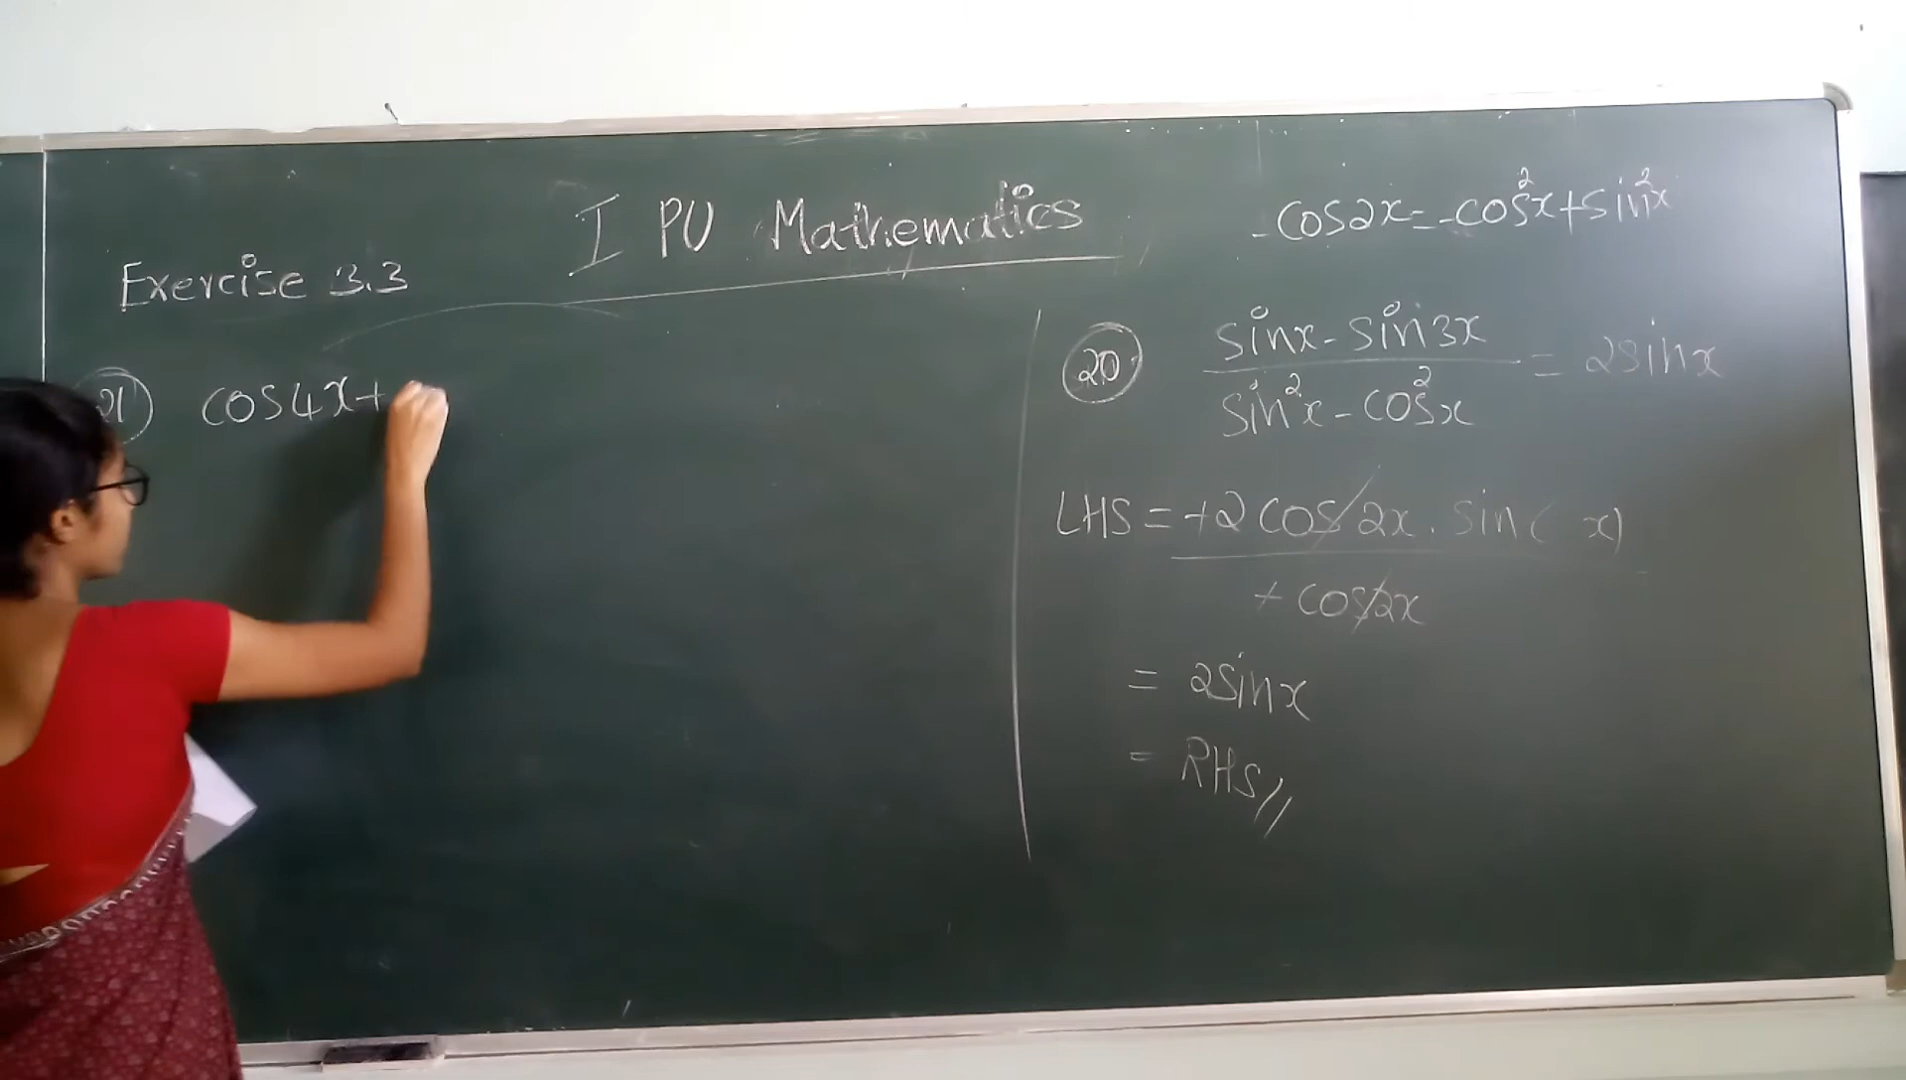 I PU Mathematics
-cos2x=-cos²x+sin²x
Exercise 3.3
21 cos4x+
20 sinx-sin3x / sin²x-cos²x = 2sinx
LHS = +2cos2x.sin( x)
+cos2x
= 2sinx
= RHS//